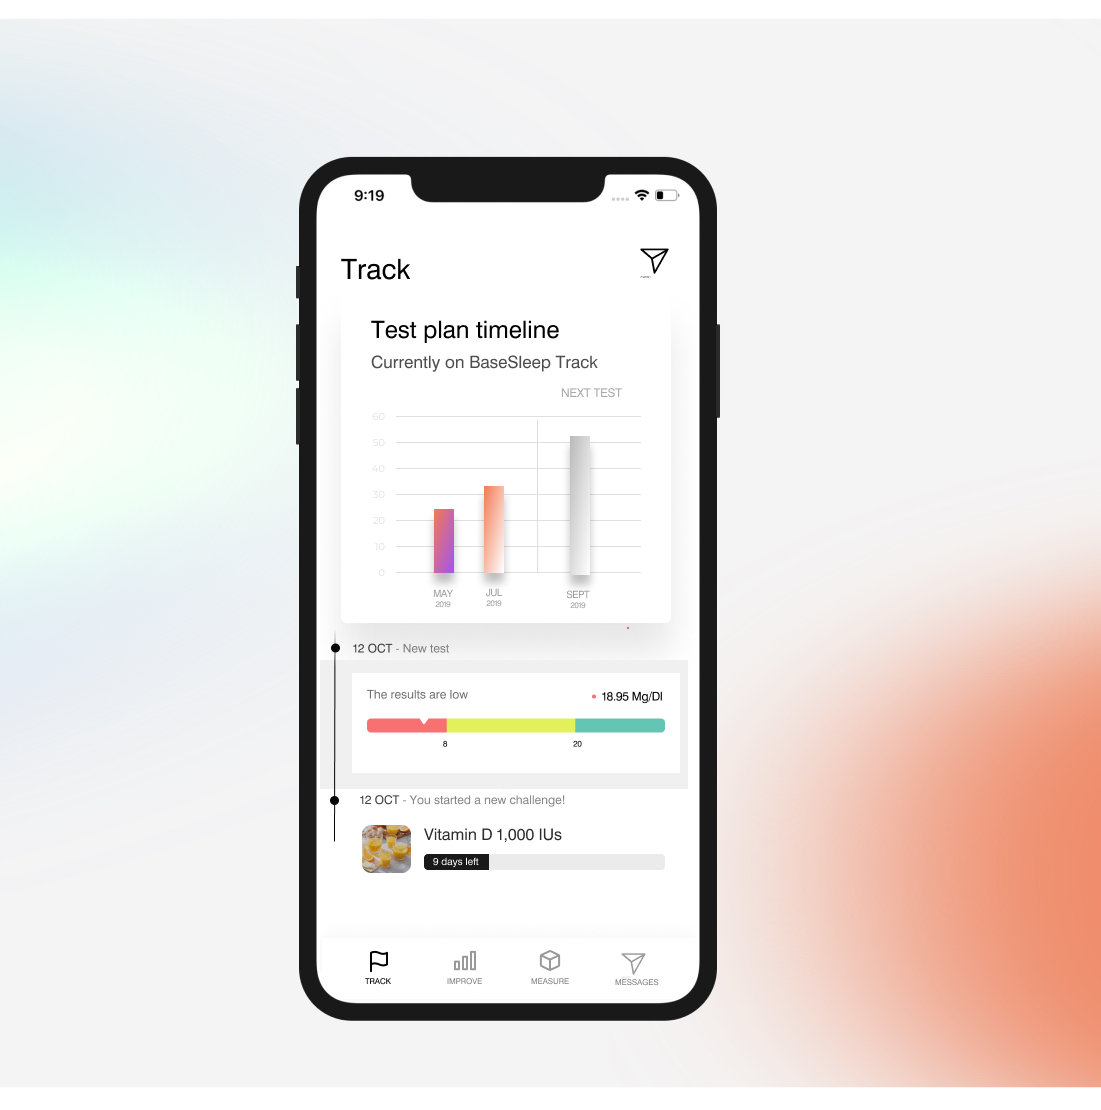 9:19
Track
Test plan timeline
Currently on BaseSleep Track
NEXT TEST
60
50
40
30
20
10
0
MAY
2019
JUL
2019
SEPT
2019
12 OCT - New test
The results are low
18.95 Mg/Dl
8
20
12 OCT - You started a new challenge!
Vitamin D 1,000 IUs
9 days left
TRACK
IMPROVE
MEASURE
MESSAGES